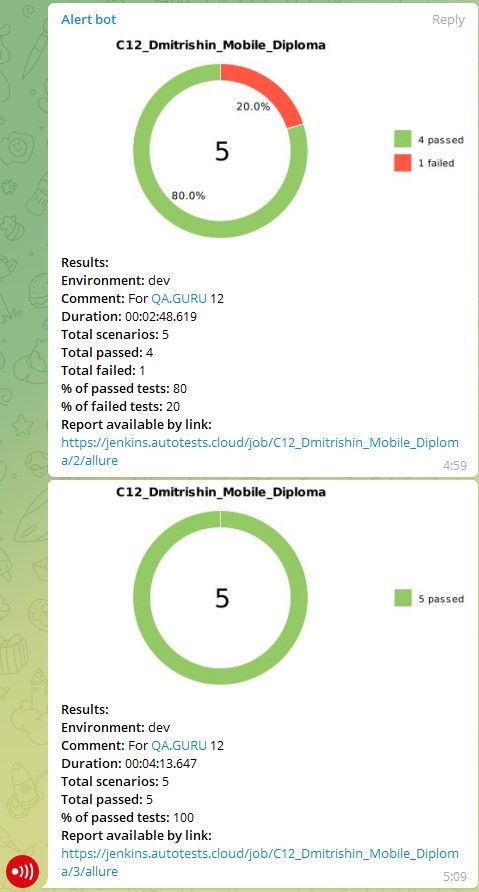 Alert bot Reply
C12_Dmitrishin_Mobile_Diploma
20.0%
5
80.0%
4 passed
1 failed
Results:
Environment: dev
Comment: For QA.GURU 12
Duration: 00:02:48.619
Total scenarios: 5
Total passed: 4
Total failed: 1
% of passed tests: 80
% of failed tests: 20
Report available by link:
https://jenkins.autotests.cloud/job/C12_Dmitrishin_Mobile_Diplom
a/2/allure
4:59
C12_Dmitrishin_Mobile_Diploma
5
5 passed
Results:
Environment: dev
Comment: For QA.GURU 12
Duration: 00:04:13.647
Total scenarios: 5
Total passed: 5
% of passed tests: 100
Report available by link:
https://jenkins.autotests.cloud/job/C12_Dmitrishin_Mobile_Diplom
a/3/allure
5:09